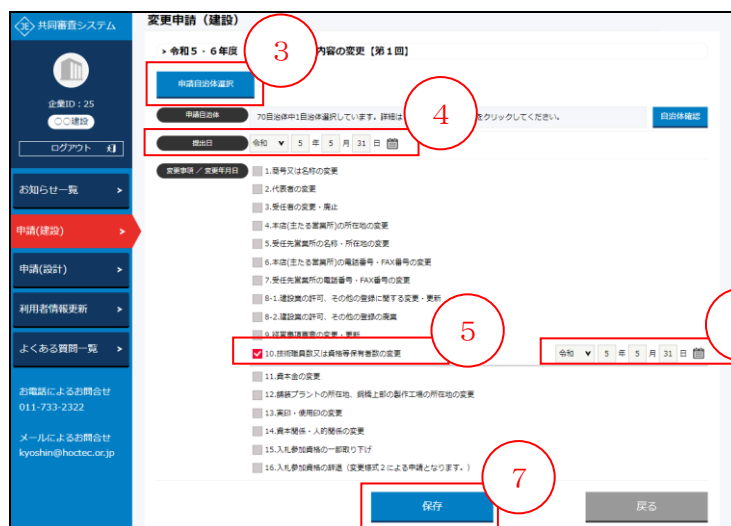 共同審査システム
変更申請（建設）
> 令和５・６年度
内容の変更【第１回】
3
申請自治体選択
企業ID：25
〇〇建設
ログアウト
申請自治体
70自治体中1自治体選択しています。詳細は
をクリックしてください。
自治体確認
4
提出日
令和 5 年 5 月 31 日
変更事項 / 変更年月日
1.商号又は名称の変更
2.代表者の変更
3.受任者の変更・廃止
4.本店(主たる営業所)の所在地の変更
5.受任先営業所の名称・所在地の変更
6.本店(主たる営業所)の電話番号・FAX番号の変更
7.受任先営業所の電話番号・FAX番号の変更
8-1.建設業の許可、その他の登録に関する変更・更新
8-2.建設業の許可、その他の登録の廃業
9.経営事項審査の変更・更新
5
10.技術職員数又は資格等保有者数の変更
令和 5 年 5 月 31 日
11.資本金の変更
12.舗装プラントの所在地、鋼橋上部の製作工場の所在地の変更
13.実印・使用印の変更
14.資本関係・人的関係の変更
15.入札参加資格の一部取り下げ
16.入札参加資格の辞退（変更様式２による申請となります。）
7
保存
戻る
お知らせ一覧 >
申請(建設) >
申請(設計) >
利用者情報更新 >
よくある質問一覧 >
お電話によるお問合せ
011-733-2322
メールによるお問合せ
kyoshin@hoctec.or.jp